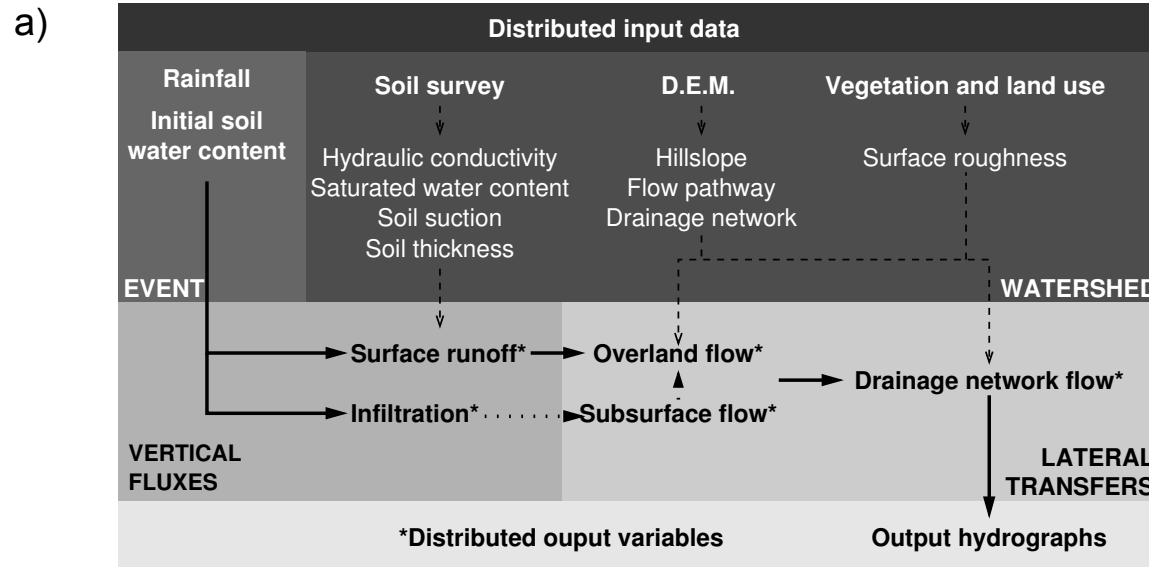 a)
Distributed input data
Rainfall
Initial soil
water content
Soil survey
Hydraulic conductivity
Saturated water content
Soil suction
Soil thickness
D.E.M.
Hillslope
Flow pathway
Drainage network
Vegetation and land use
Surface roughness
EVENT
WATERSHED
Surface runoff*
Overland flow*
Drainage network flow*
Infiltration*
Subsurface flow*
VERTICAL
FLUXES
LATERAL
TRANSFERS
*Distributed ouput variables
Output hydrographs